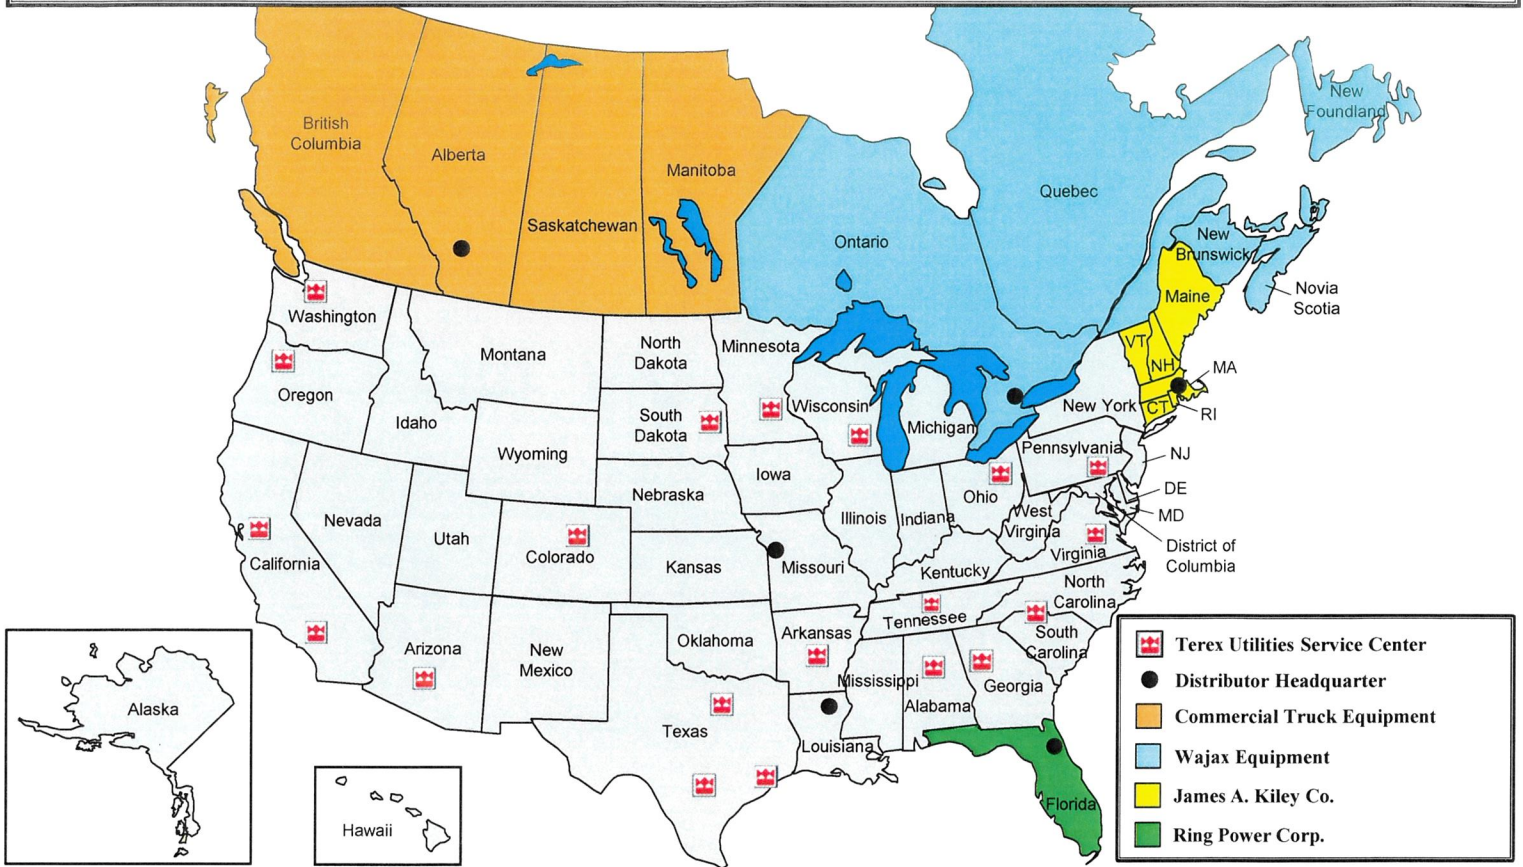 British
Columbia
Alberta
Saskatchewan
Manitoba
Ontario
Quebec
New
Foundland
New
Brunswick
Novia
Scotia
Maine
VT
NH
MA
CT
RI
Washington
Oregon
Idaho
Montana
North
Dakota
South
Dakota
Minnesota
Wisconsin
Michigan
New York
Pennsylvania
NJ
DE
MD
District of
Columbia
Wyoming
Nebraska
Iowa
Illinois
Indiana
Ohio
West
Virginia
Virginia
Nevada
Utah
Colorado
Kansas
Missouri
Kentucky
California
Arizona
New
Mexico
Oklahoma
Arkansas
Tennessee
North
Carolina
South
Carolina
Texas
Louisiana
Mississippi
Alabama
Georgia
Florida
Alaska
Hawaii
Terex Utilities Service Center
Distributor Headquarter
Commercial Truck Equipment
Wajax Equipment
James A. Kiley Co.
Ring Power Corp.